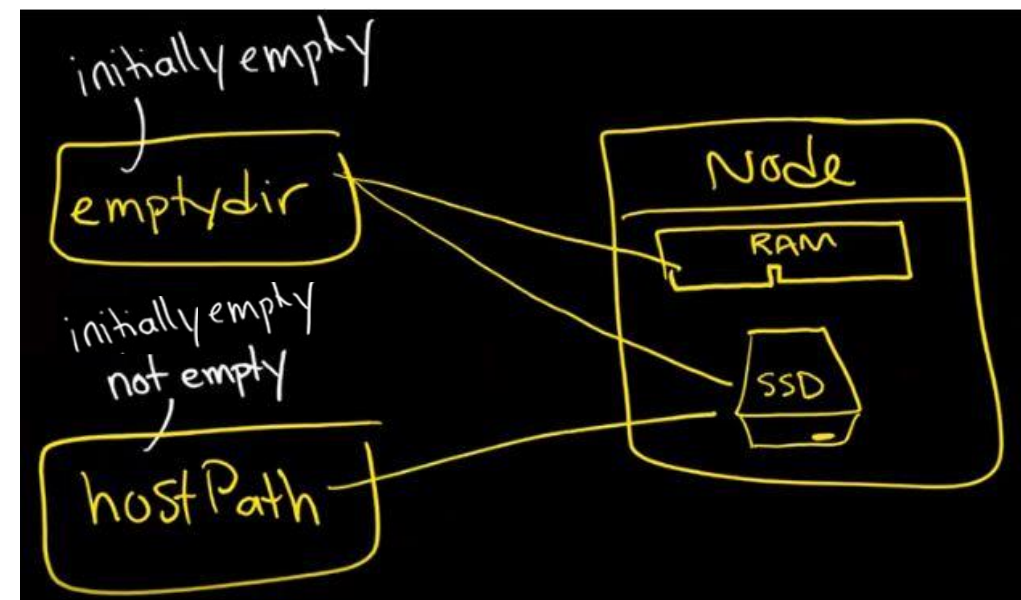 initially empty
emptydir
initially empty
not empty
hostPath
Node
RAM
SSD